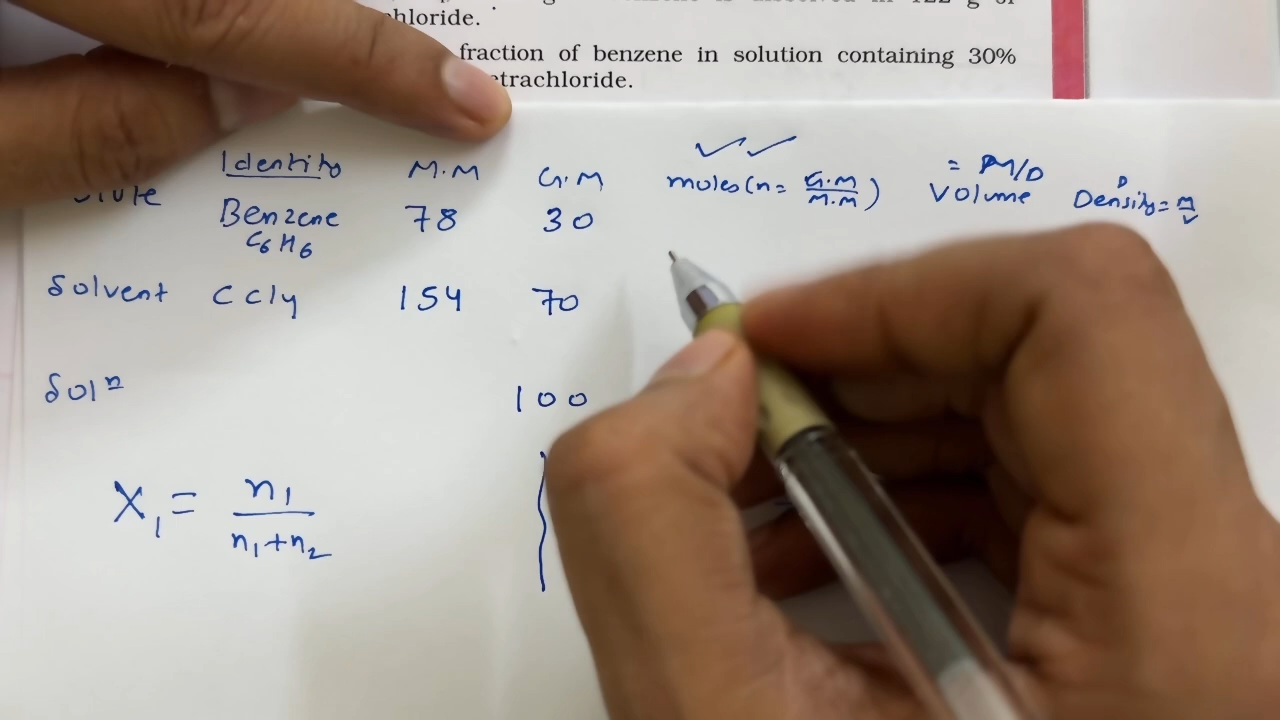 chloride.
fraction of benzene in solution containing 30%
etrachloride.
Identity M.M G.M moles(n = G.M/M.M) Volume = M/D Density = m/v D
Benzene 78 30
C6H6
Solvent CCl4 154 70
Solⁿ 100
X1 = n1/n1+n2